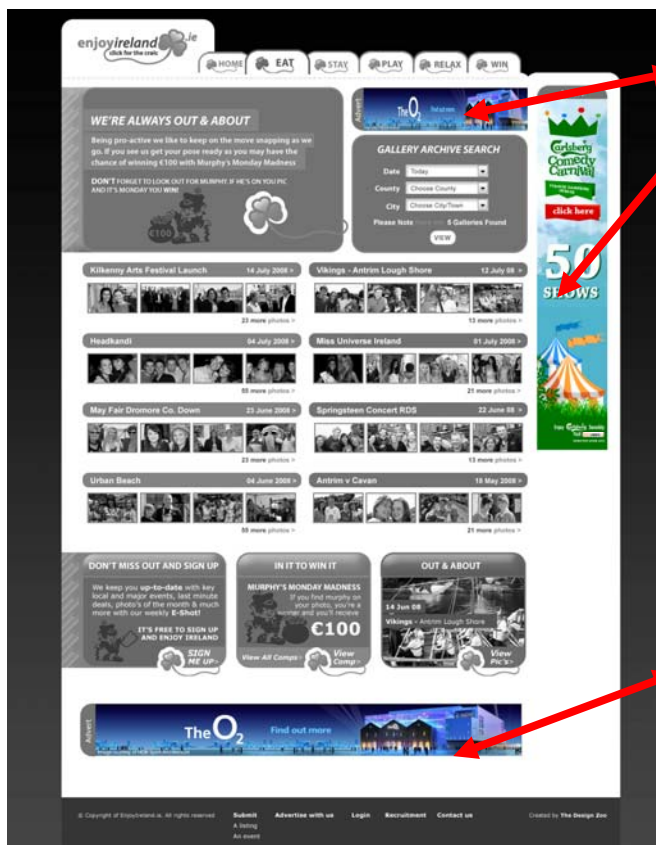 enjoyireland.ie
click for the craic
HOME
EAT
STAY
PLAY
RELAX
WIN
WE'RE ALWAYS OUT & ABOUT
Being pro-active we like to keep on the move snapping as we
go. If you see us get your pose ready as you may have the
chance of winning €100 with Murphy's Monday Madness
DON'T FORGET TO LOOK OUT FOR MURPHY. IF HE'S ON YOU PIC
AND IT'S MONDAY YOU WIN!
€100
Advert
The O2
Find out more
GALLERY ARCHIVE SEARCH
Date Today
County Choose County
City Choose City/Town
Please Note 5 Galleries Found
VIEW
Carlsberg
Comedy
Carnival
click here
50
SHOWS
Enjoy
Kilkenny Arts Festival Launch 14 July 2008 >
23 more photos >
Vikings - Antrim Lough Shore 12 July 08 >
13 more photos >
Headkandi 04 July 2008 >
55 more photos >
Miss Universe Ireland 01 July 2008 >
21 more photos >
May Fair Dromore Co. Down 23 June 2008 >
23 more photos >
Springsteen Concert RDS 22 June 08 >
13 more photos >
Urban Beach 04 June 2008 >
55 more photos >
Antrim v Cavan 18 May 2008 >
21 more photos >
DON'T MISS OUT AND SIGN UP
We keep you up-to-date with key
local and major events, last minute
deals, photo's of the month & much
more with our weekly E-Shot!
IT'S FREE TO SIGN UP
AND ENJOY IRELAND
SIGN
ME UP>
IN IT TO WIN IT
MURPHY'S MONDAY MADNESS
If you find murphy on
your photo, you're a
winner and you'll recieve
€100
View All Comps>
View
Comp>
OUT & ABOUT
14 Jun 08
Vikings - Antrim Lough Shore
View
Pic's>
Advert
The O2
Find out more
© Copyright of EnjoyIreland.ie. All rights reserved
Submit
A listing
An event
Advertise with us
Login
Recruitment
Contact us
Created by The Design Zoo